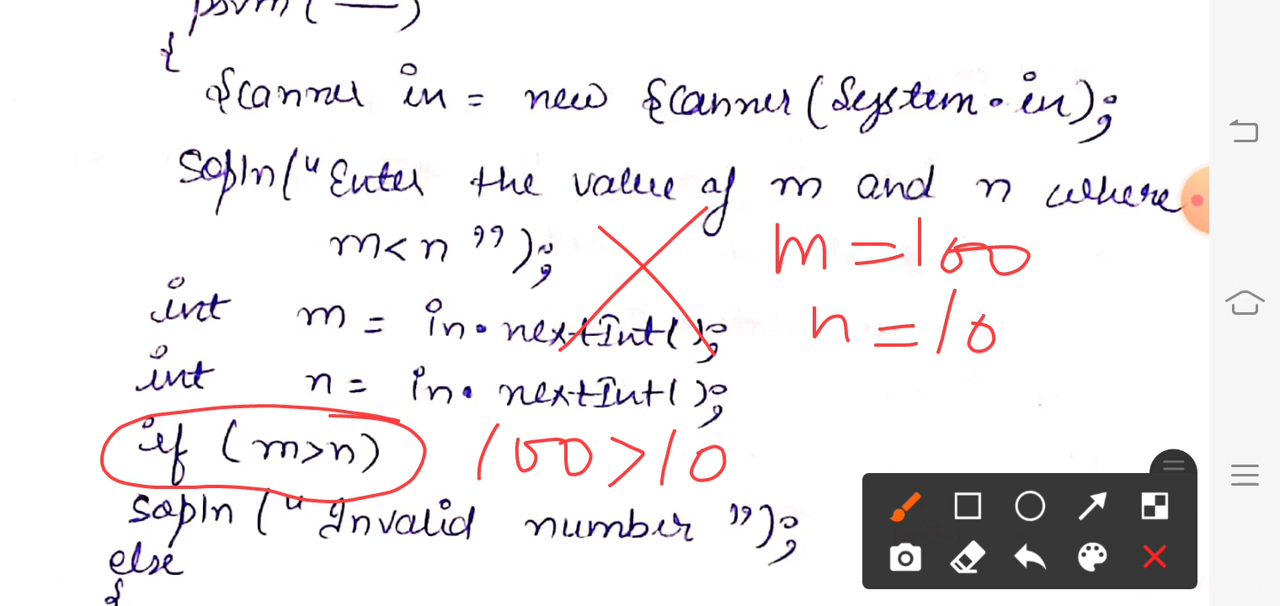 psvm ( — )
{
Scanner in = new Scanner (System.in);
Sopln (" Enter the value of m and n where
m < n ");
m = 100
int m = in.nextInt();
n = 10
int n = in.nextInt();
if (m>n) 100 > 10
Sopln (" Invalid number ");
else
{